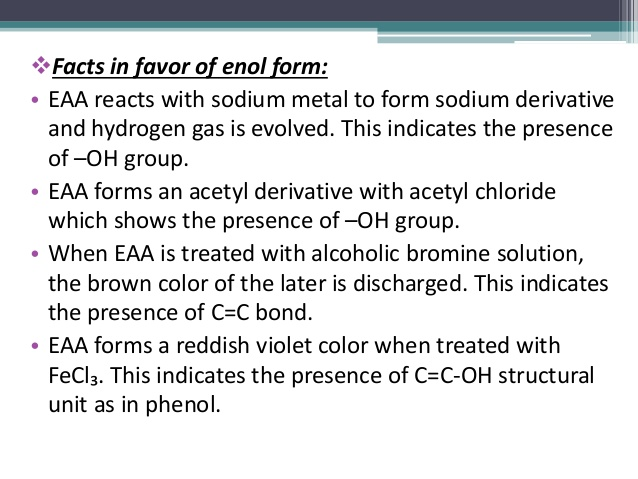 ❖Facts in favor of enol form:
• EAA reacts with sodium metal to form sodium derivative
and hydrogen gas is evolved. This indicates the presence
of –OH group.
• EAA forms an acetyl derivative with acetyl chloride
which shows the presence of –OH group.
• When EAA is treated with alcoholic bromine solution,
the brown color of the later is discharged. This indicates
the presence of C=C bond.
• EAA forms a reddish violet color when treated with
FeCl₃. This indicates the presence of C=C-OH structural
unit as in phenol.